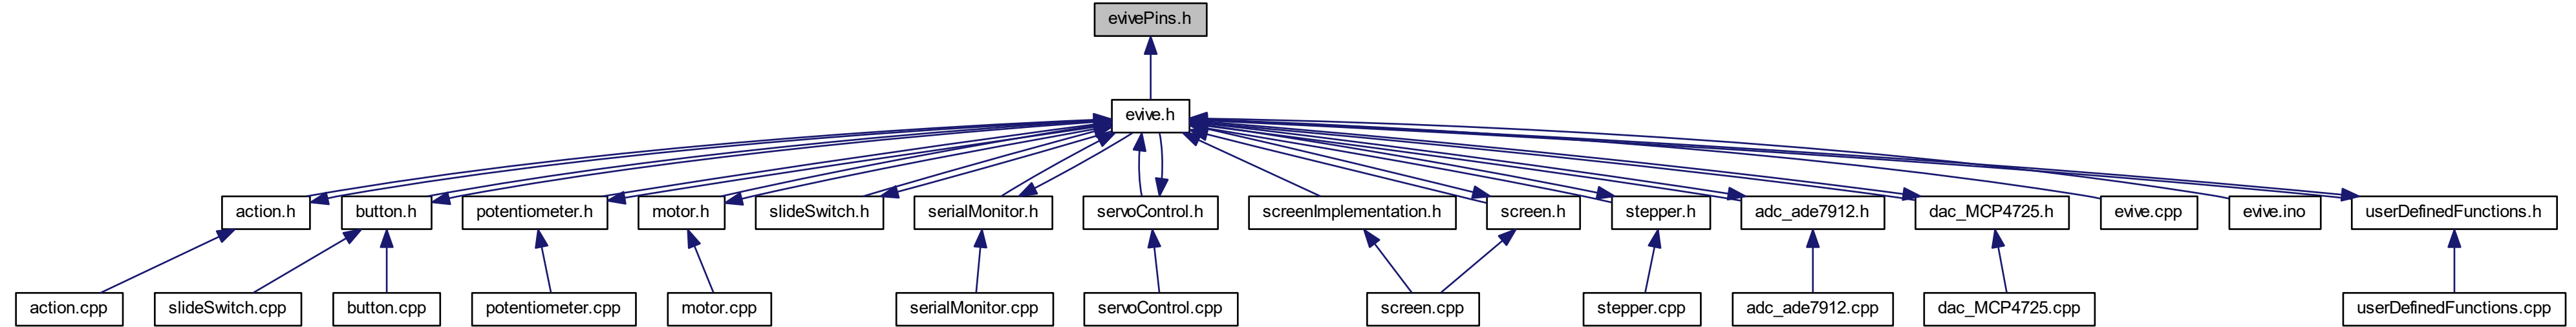 evivePins.h
evive.h
action.h
button.h
potentiometer.h
motor.h
slideSwitch.h
serialMonitor.h
servoControl.h
screenImplementation.h
screen.h
stepper.h
adc_ade7912.h
dac_MCP4725.h
evive.cpp
evive.ino
userDefinedFunctions.h
action.cpp
slideSwitch.cpp
button.cpp
potentiometer.cpp
motor.cpp
serialMonitor.cpp
servoControl.cpp
screen.cpp
stepper.cpp
adc_ade7912.cpp
dac_MCP4725.cpp
userDefinedFunctions.cpp